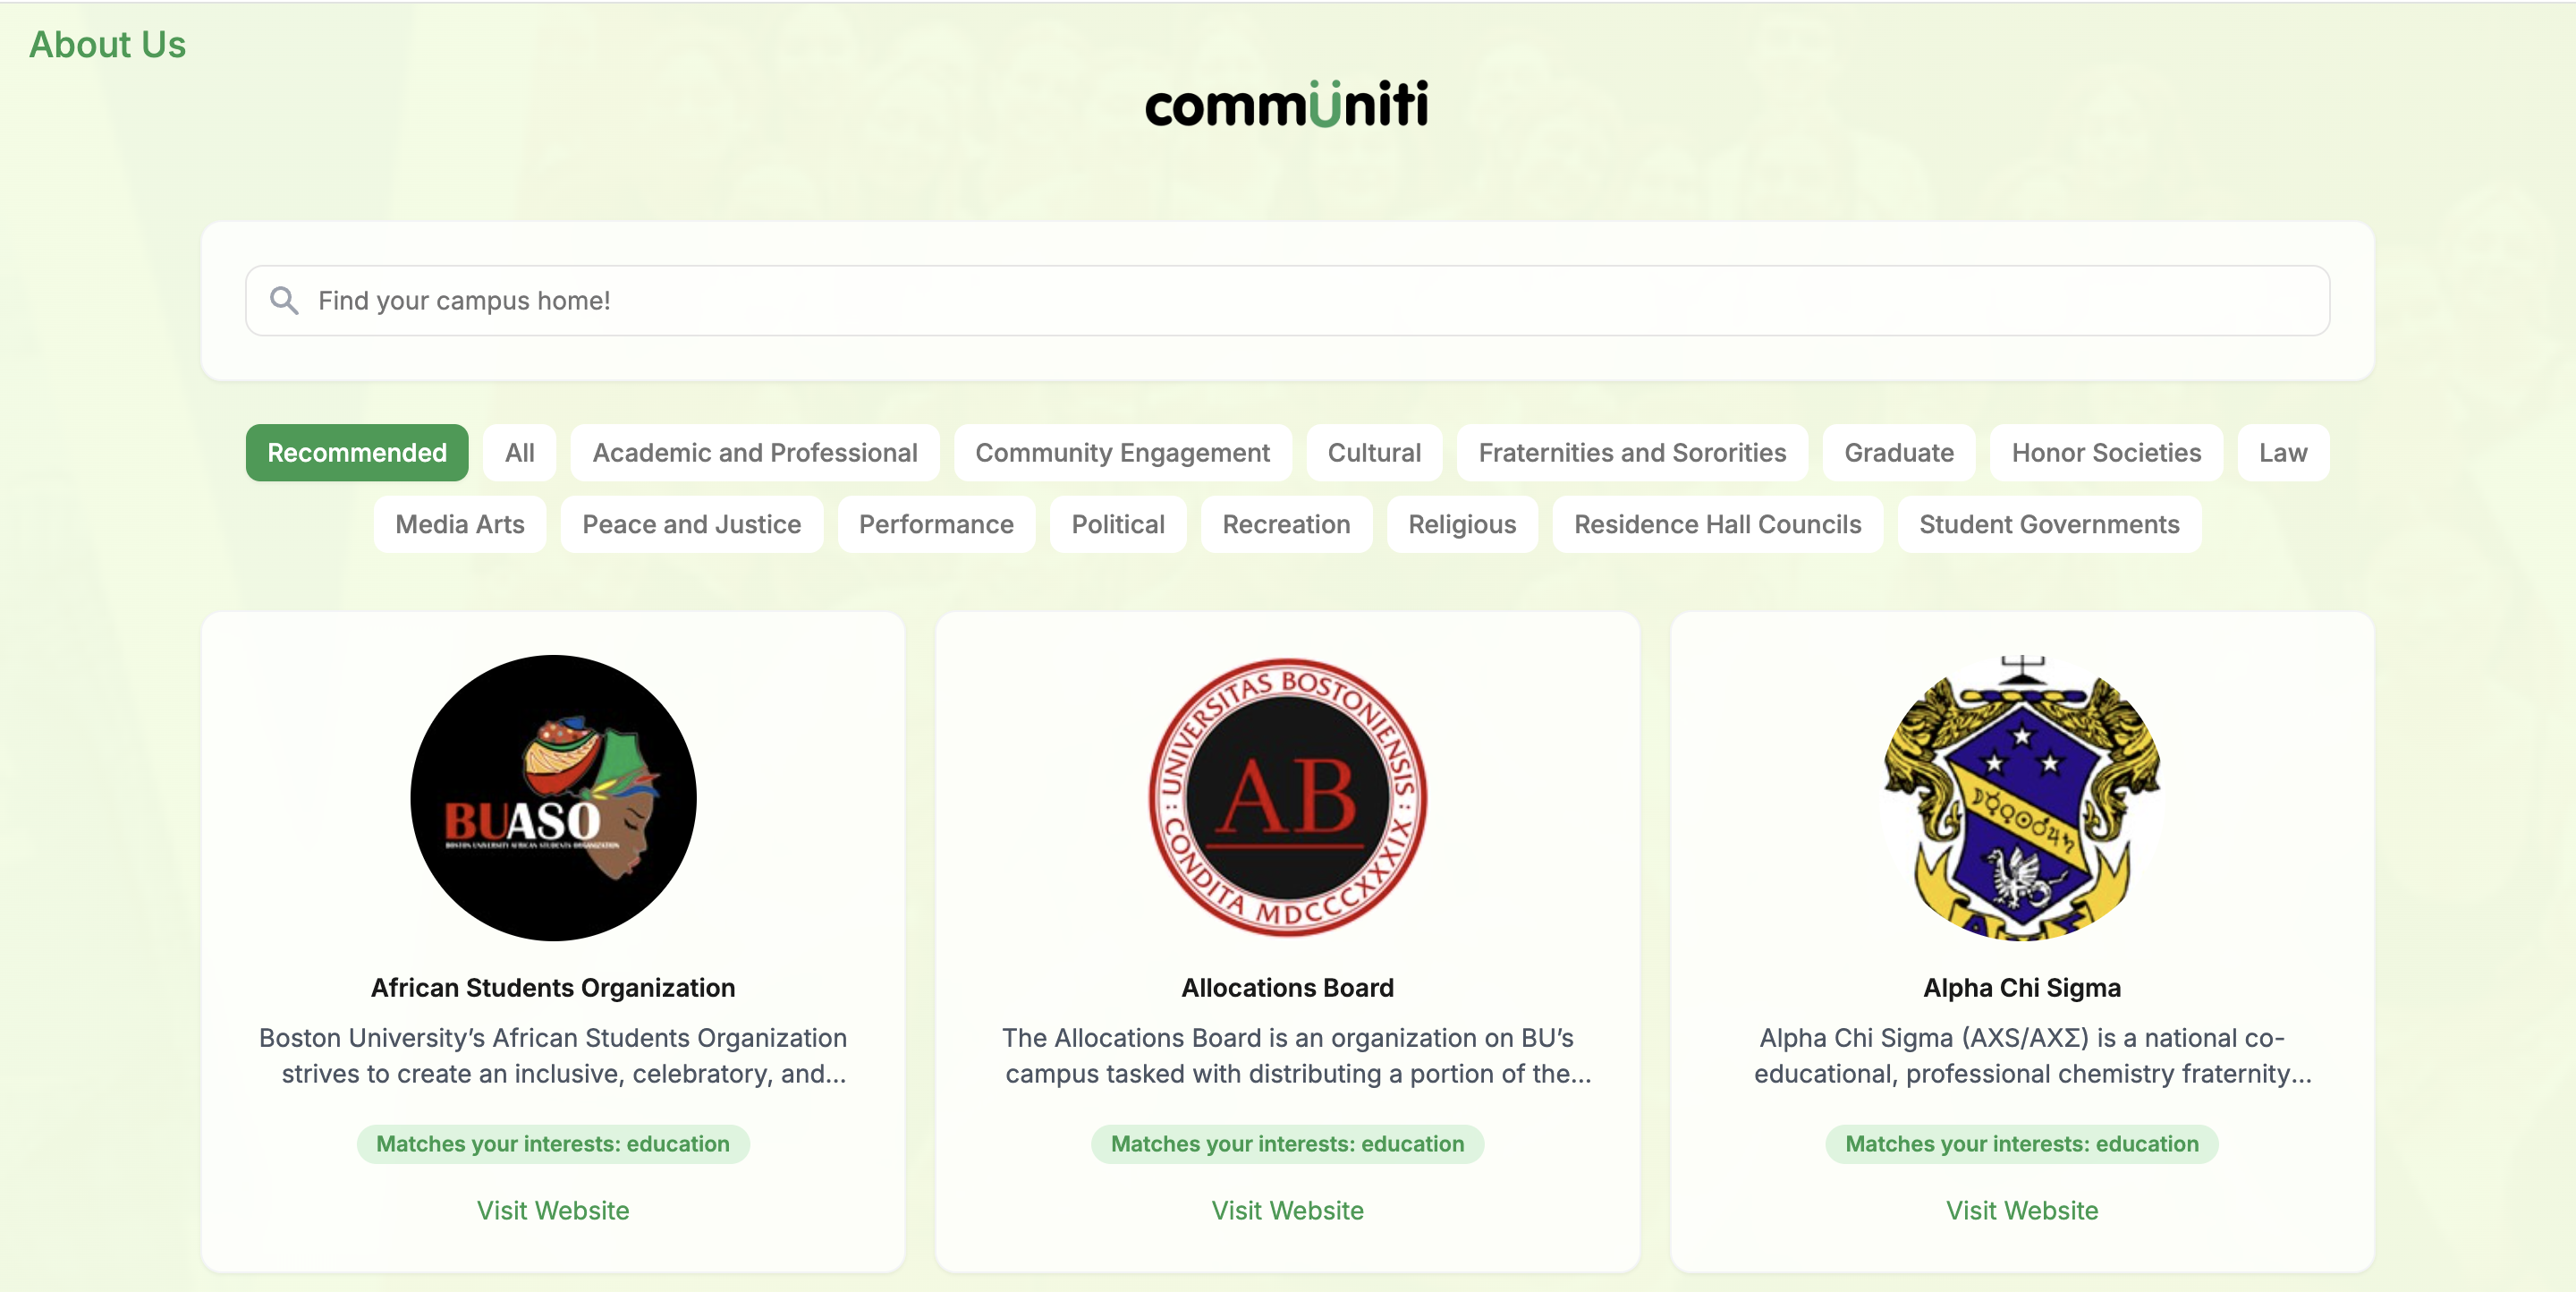 About Us
commÜniti
Find your campus home!
Recommended
All
Academic and Professional
Community Engagement
Cultural
Fraternities and Sororities
Graduate
Honor Societies
Law
Media Arts
Peace and Justice
Performance
Political
Recreation
Religious
Residence Hall Councils
Student Governments
BUASO
BOSTON UNIVERSITY AFRICAN STUDENTS ORGANIZATION
African Students Organization
Boston University’s African Students Organization
strives to create an inclusive, celebratory, and...
Matches your interests: education
Visit Website
UNIVERSITAS BOSTONIENSIS : CONDITA MDCCCXXXIX :
AB
Allocations Board
The Allocations Board is an organization on BU’s
campus tasked with distributing a portion of the...
Matches your interests: education
Visit Website
Alpha Chi Sigma
Alpha Chi Sigma (AXS/ΑΧΣ) is a national co-
educational, professional chemistry fraternity...
Matches your interests: education
Visit Website